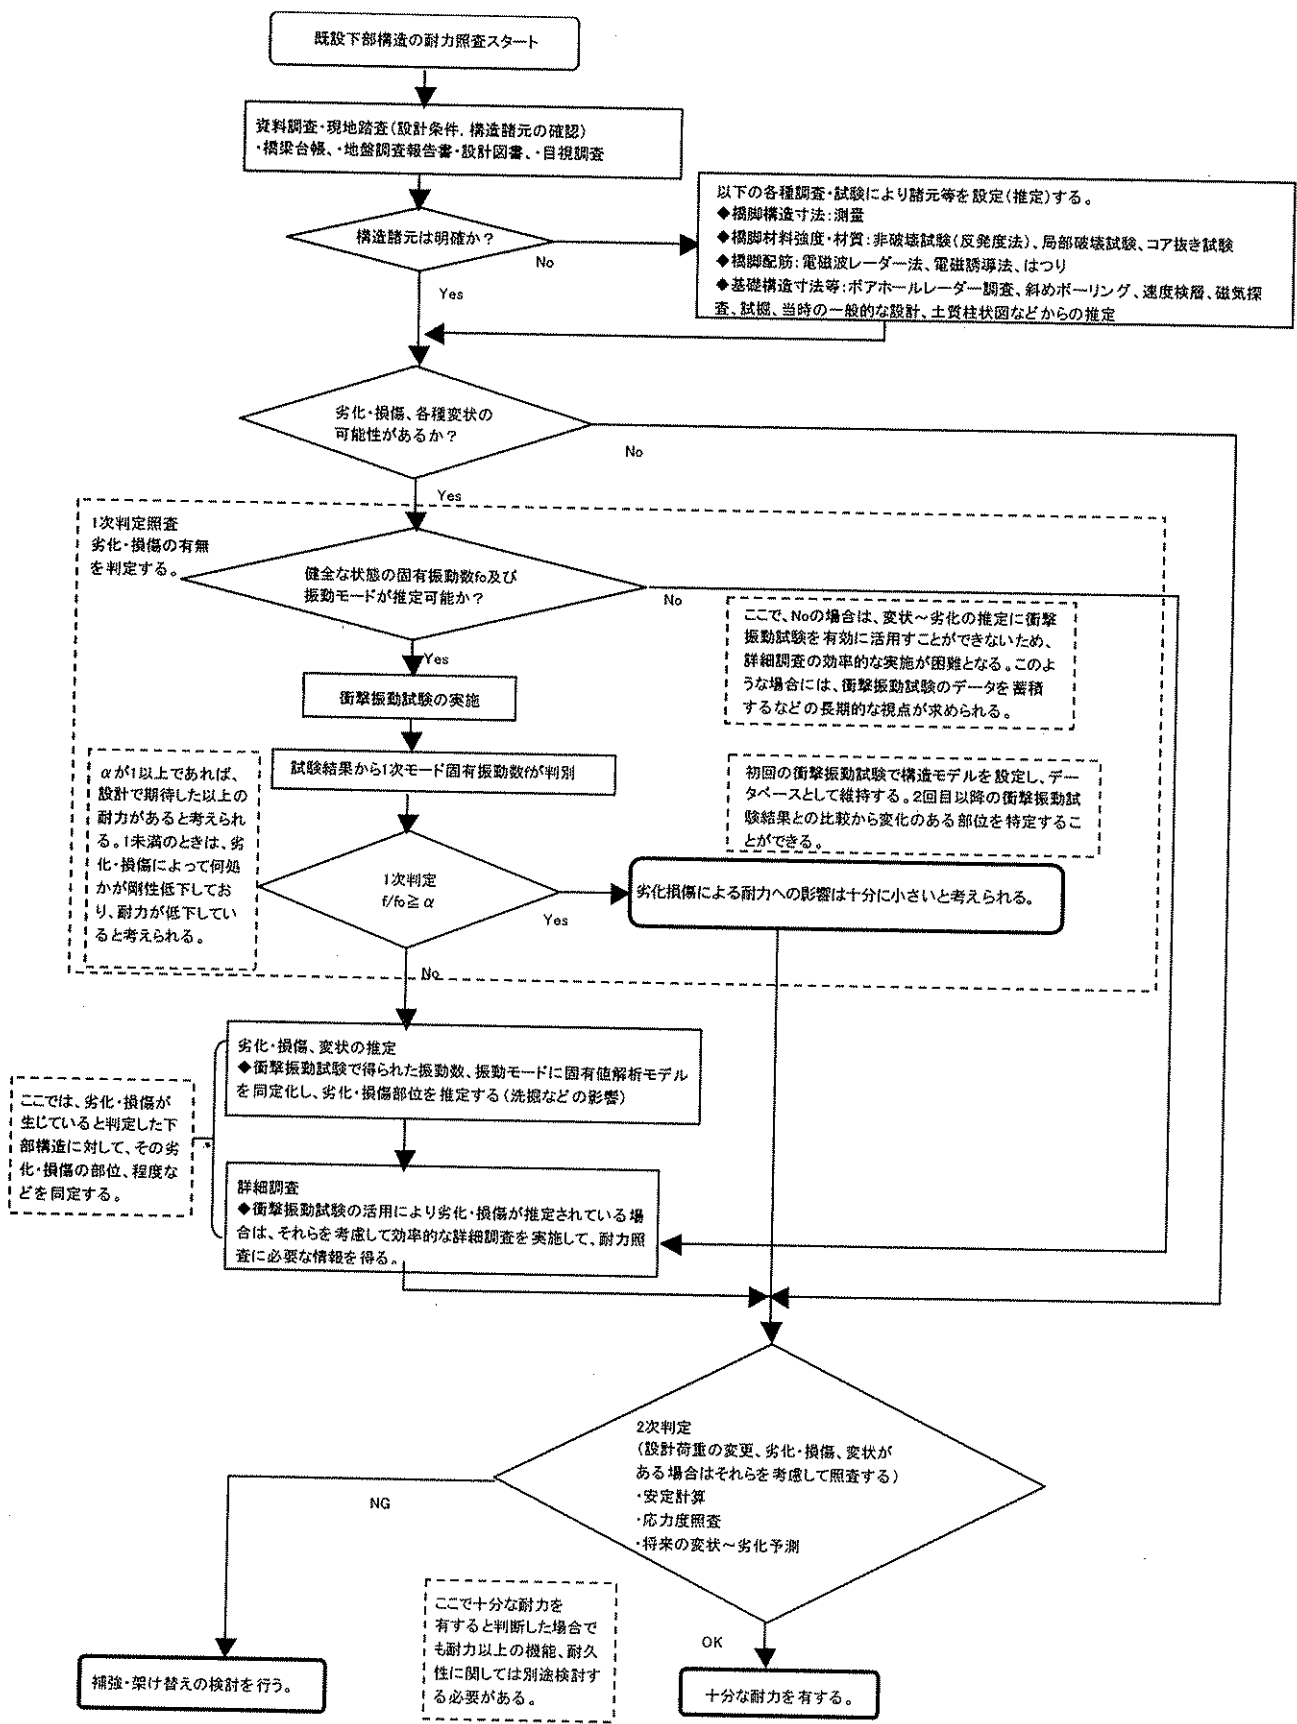 既設下部構造の耐力照査スタート
資料調査・現地踏査(設計条件、構造諸元の確認)
・橋梁台帳、・地盤調査報告書・設計図書、・目視調査
構造諸元は明確か?
No
Yes
以下の各種調査・試験により諸元等を設定(推定)する。
◆橋脚構造寸法:測量
◆橋脚材料強度・材質:非破壊試験(反発度法)、局部破壊試験、コア抜き試験
◆橋脚配筋:電磁波レーダー法、電磁誘導法、はつり
◆基礎構造寸法等:ボアホールレーダー調査、斜めボーリング、速度検層、磁気探
査、試掘、当時の一般的な設計、土質柱状図などからの推定
劣化・損傷、各種変状の
可能性があるか?
No
Yes
1次判定照査
劣化・損傷の有無
を判定する。
健全な状態の固有振動数fo及び
振動モードが推定可能か?
No
Yes
ここで、Noの場合は、変状～劣化の推定に衝撃
振動試験を有効に活用すことができないため、
詳細調査の効率的な実施が困難となる。このよ
うな場合には、衝撃振動試験のデータを蓄積
するなどの長期的な視点が求められる。
衝撃振動試験の実施
試験結果から1次モード固有振動数fが判別
αが1以上であれば、
設計で期待した以上の
耐力があると考えられ
る。1未満のときは、劣
化・損傷によって何処
かが剛性低下してお
り、耐力が低下してい
ると考えられる。
初回の衝撃振動試験で構造モデルを設定し、デー
タベースとして維持する。2回目以降の衝撃振動試
験結果との比較から変化のある部位を特定するこ
とができる。
1次判定
f/fo≧α
Yes
劣化損傷による耐力への影響は十分に小さいと考えられる。
No
劣化・損傷、変状の推定
◆衝撃振動試験で得られた振動数、振動モードに固有値解析モデル
を同定化し、劣化・損傷部位を推定する(洗掘などの影響)
ここでは、劣化・損傷が
生じていると判定した下
部構造に対して、その劣
化・損傷の部位、程度な
どを同定する。
詳細調査
◆衝撃振動試験の活用により劣化・損傷が推定されている場
合は、それらを考慮して効率的な詳細調査を実施して、耐力照
査に必要な情報を得る。
2次判定
(設計荷重の変更、劣化・損傷、変状が
ある場合はそれらを考慮して照査する)
・安定計算
・応力度照査
・将来の変状～劣化予測
NG
OK
ここで十分な耐力を
有すると判断した場合で
も耐力以上の機能、耐久
性に関しては別途検討す
る必要がある。
補強・架け替えの検討を行う。
十分な耐力を有する。